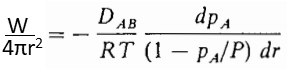 W/4πr² = − D_AB/RT dp_A/(1 − p_A/P) dr